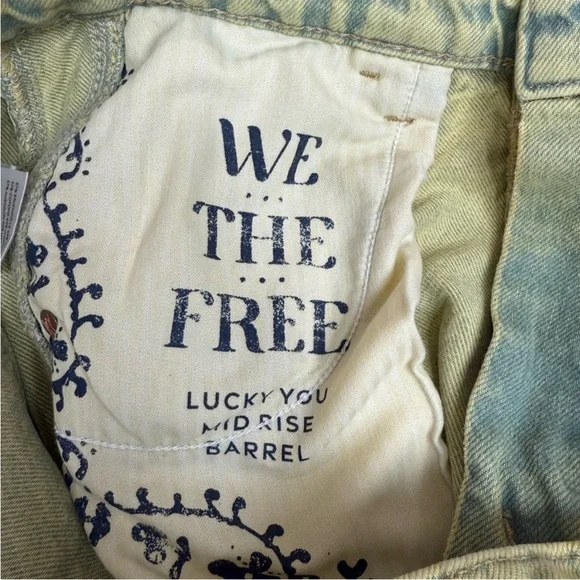 WE
THE
FREE
LUCKY YOU
MID RISE
BARREL